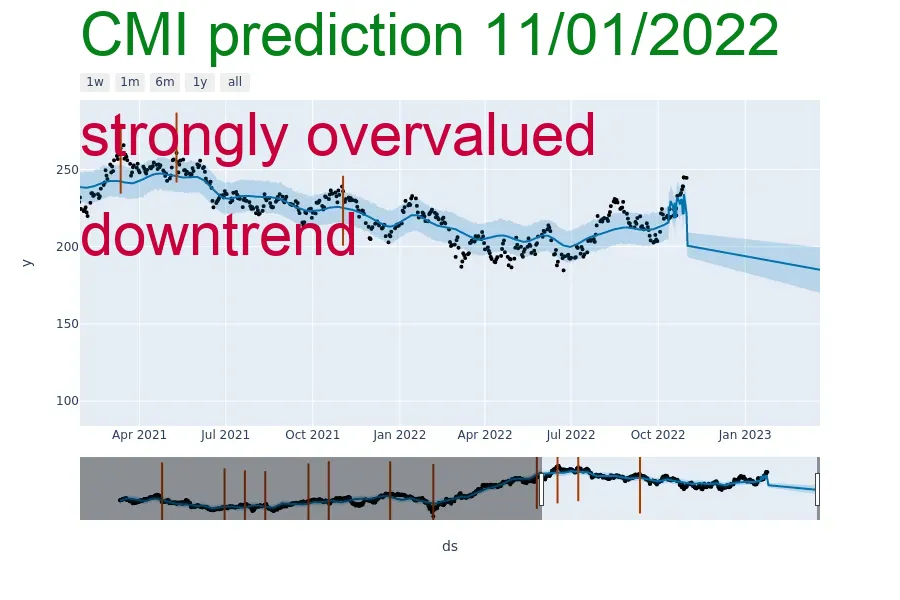 CMI prediction 11/01/2022
1w 1m 6m 1y all
strongly overvalued
downtrend
250
200
150
100
y
Apr 2021 Jul 2021 Oct 2021 Jan 2022 Apr 2022 Jul 2022 Oct 2022 Jan 2023
ds